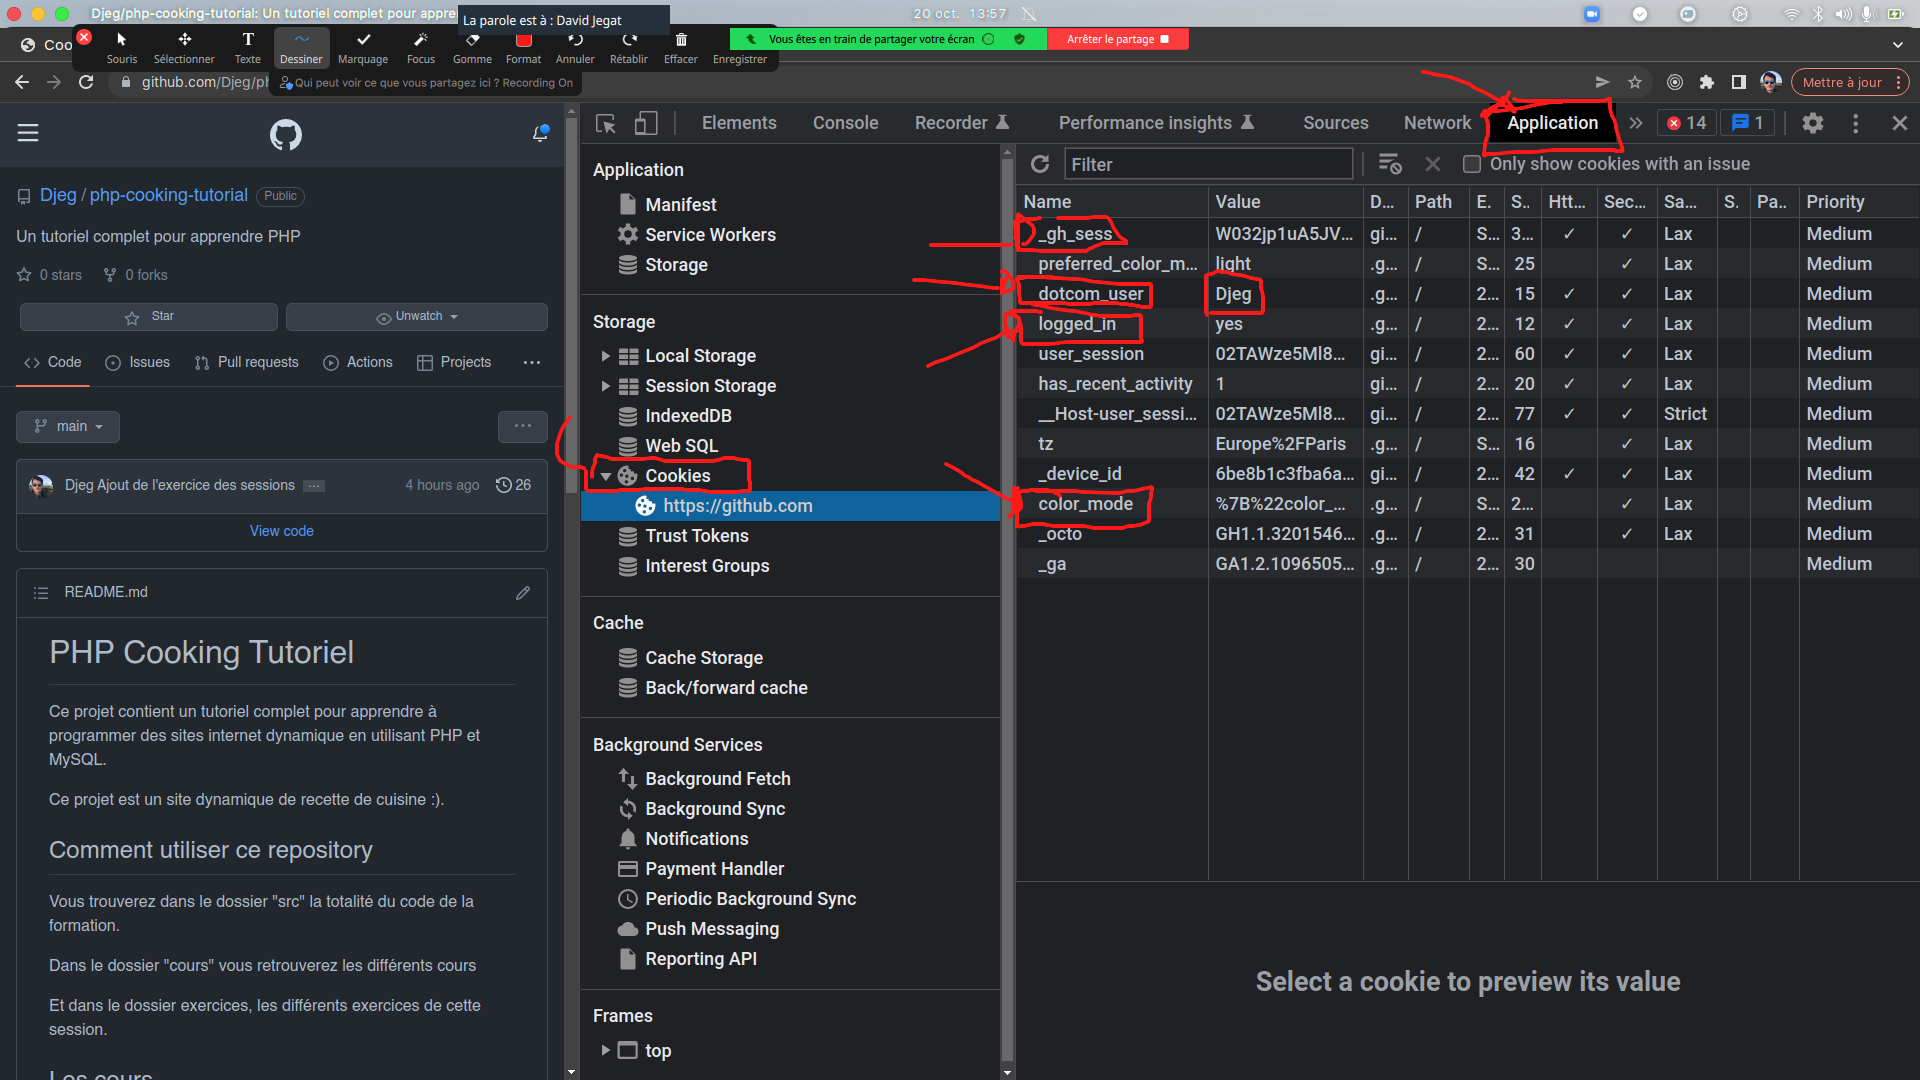 Djeg/php-cooking-tutorial: Un tutoriel complet pour appre
La parole est à : David Jegat
20 oct. 13:57
Coo
Souris
Sélectionner
Texte
Dessiner
Marquage
Focus
Gomme
Format
Annuler
Rétablir
Effacer
Enregistrer
Vous êtes en train de partager votre écran
Arrêter le partage
github.com/Djeg/ph
Qui peut voir ce que vous partagez ici ? Recording On
Mettre à jour
Djeg / php-cooking-tutorial Public
Un tutoriel complet pour apprendre PHP
0 stars 0 forks
Star
Unwatch
Code Issues Pull requests Actions Projects ...
main
...
Djeg Ajout de l'exercice des sessions ... 4 hours ago 26
View code
README.md
PHP Cooking Tutoriel
Ce projet contient un tutoriel complet pour apprendre à
programmer des sites internet dynamique en utilisant PHP et
MySQL.
Ce projet est un site dynamique de recette de cuisine :).
Comment utiliser ce repository
Vous trouverez dans le dossier "src" la totalité du code de la
formation.
Dans le dossier "cours" vous retrouverez les différents cours
Et dans le dossier exercices, les différents exercices de cette
session.
Les cours
Elements Console Recorder Performance insights Sources Network Application » 14 1
Application
Manifest
Service Workers
Storage
Storage
Local Storage
Session Storage
IndexedDB
Web SQL
Cookies
https://github.com
Trust Tokens
Interest Groups
Cache
Cache Storage
Back/forward cache
Background Services
Background Fetch
Background Sync
Notifications
Payment Handler
Periodic Background Sync
Push Messaging
Reporting API
Frames
top
Filter
Only show cookies with an issue
Name Value D... Path E. S.. Htt... Sec... Sa... S. Pa... Priority
_gh_sess W032jp1uA5JV... gi... / S... 3... ✓ ✓ Lax Medium
preferred_color_m... light .g... / S... 25 ✓ Lax Medium
dotcom_user Djeg .g... / 2... 15 ✓ ✓ Lax Medium
logged_in yes .g... / 2... 12 ✓ ✓ Lax Medium
user_session 02TAWze5Ml8... gi... / 2... 60 ✓ ✓ Lax Medium
has_recent_activity 1 gi... / 2... 20 ✓ ✓ Lax Medium
__Host-user_sessi... 02TAWze5Ml8... gi... / 2... 77 ✓ ✓ Strict Medium
tz Europe%2FParis .g... / S... 16 ✓ Lax Medium
_device_id 6be8b1c3fba6a... gi... / 2... 42 ✓ ✓ Lax Medium
color_mode %7B%22color_... .g... / S... 2... ✓ Lax Medium
_octo GH1.1.3201546... .g... / 2... 31 ✓ Lax Medium
_ga GA1.2.1096505... .g... / 2... 30 Medium
Select a cookie to preview its value